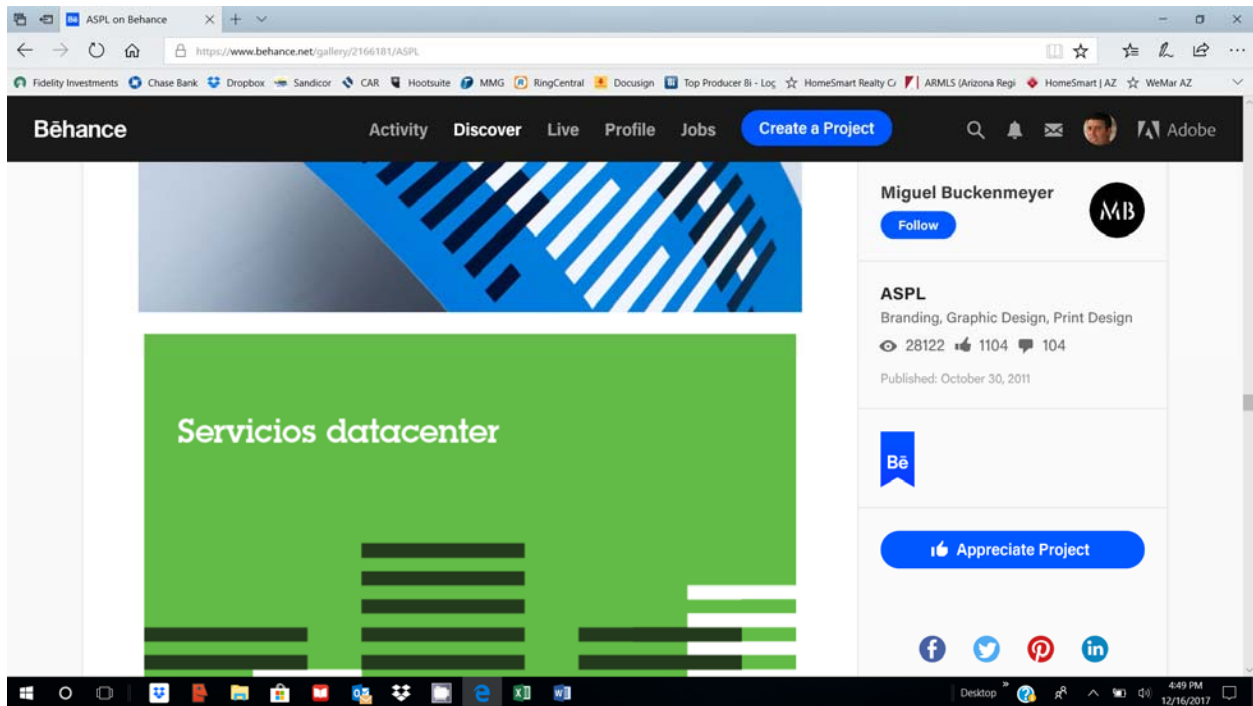 ASPL on Behance
https://www.behance.net/gallery/2166181/ASPL
Fidelity Investments Chase Bank Dropbox Sandicor CAR Hootsuite MMG RingCentral Docusign Top Producer 8i - Log HomeSmart Realty ARMLS (Arizona Regi HomeSmart | AZ WeMar AZ
Bēhance Activity Discover Live Profile Jobs Create a Project Adobe
Miguel Buckenmeyer
MB
Follow
ASPL
Branding, Graphic Design, Print Design
28122 1104 104
Published: October 30, 2011
Servicios datacenter
Bē
Appreciate Project
Desktop
4:49 PM
12/16/2017